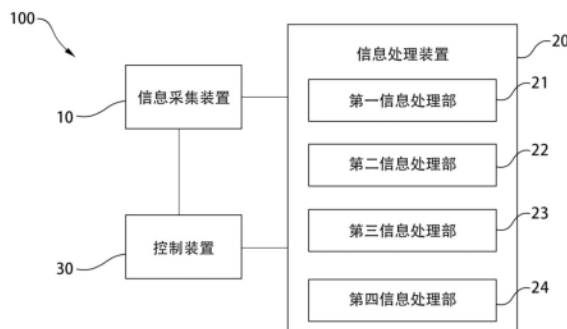 100
信息处理装置
20
信息采集装置
10
第一信息处理部
21
第二信息处理部
22
控制装置
30
第三信息处理部
23
第四信息处理部
24